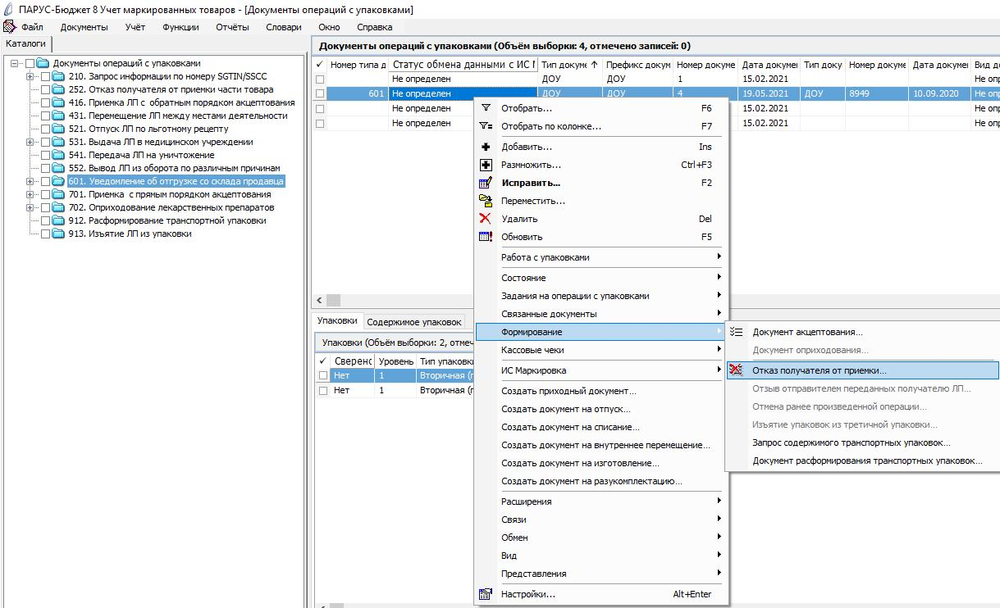 ПАРУС-Бюджет 8 Учет маркированных товаров - [Документы операций с упаковками]
Файл Документы Учёт Функции Отчёты Словари Окно Справка
Каталоги
Документы операций с упаковками
210. Запрос информации по номеру SGTIN/SSCC
252. Отказ получателя от приемки части товара
416. Приемка ЛП с обратным порядком акцептования
431. Перемещение ЛП между местами деятельности
521. Отпуск ЛП по льготному рецепту
531. Выдача ЛП в медицинском учреждении
541. Передача ЛП на уничтожение
552. Вывод ЛП из оборота по различным причинам
601. Уведомление об отгрузке со склада продавца
701. Приемка с прямым порядком акцептования
702. Оприходование лекарственных препаратов
912. Расформирование транспортной упаковки
913. Изъятие ЛП из упаковки
Документы операций с упаковками (Объём выборки: 4, отмечено записей: 0)
Номер типа д Статус обмена данными с ИС М Тип докуме Префикс докум Номер докуме Дата докумен Тип доку Номер докуме Дата докумен Вид до
Не определен ДОУ ДОУ 1 15.02.2021 Не опр
601 Не определен ДОУ ДОУ 4 19.05.2021 ДОУ 8949 10.09.2020 Не опр
Не определен 15.02.2021 Не опр
Не определен 15.02.2021 Не опр
Отобрать... F6
Отобрать по колонке... F7
Добавить... Ins
Размножить... Ctrl+F3
Исправить... F2
Переместить...
Удалить Del
Обновить F5
Работа с упаковками
Состояние
Задания на операции с упаковками
Связанные документы
Формирование
Кассовые чеки
ИС Маркировка
Создать приходный документ...
Создать документ на отпуск...
Создать документ на списание...
Создать документ на внутреннее перемещение...
Создать документ на изготовление...
Создать документ на разукомплектацию...
Расширения
Связи
Обмен
Вид
Представления
Настройки... Alt+Enter
Документ акцептования...
Документ оприходования...
Отказ получателя от приемки...
Отзыв отправителем переданных получателю ЛП...
Отмена ранее произведенной операции...
Изъятие упаковок из третичной упаковки...
Запрос содержимого транспортных упаковок...
Документ расформирования транспортных упаковок...
Упаковки Содержимое упаковок
Упаковки (Объём выборки: 2, отмеч
Сверено Уровень Тип упаковк
Нет 1 Вторичная (п
Нет 1 Вторичная (п